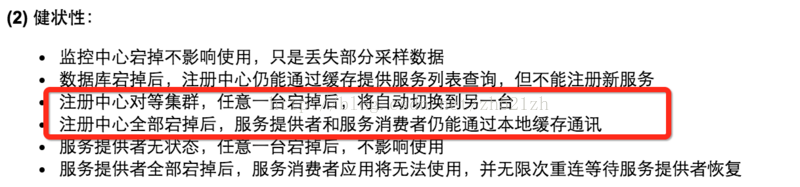 (2) 健状性：
• 监控中心宕掉不影响使用，只是丢失部分采样数据
• 数据库宕掉后，注册中心仍能通过缓存提供服务列表查询，但不能注册新服务
• 注册中心对等集群，任意一台宕掉后，将自动切换到另一台
• 注册中心全部宕掉后，服务提供者和服务消费者仍能通过本地缓存通讯
• 服务提供者无状态，任意一台宕掉后，不影响使用
• 服务提供者全部宕掉后，服务消费者应用将无法使用，并无限次重连等待服务提供者恢复